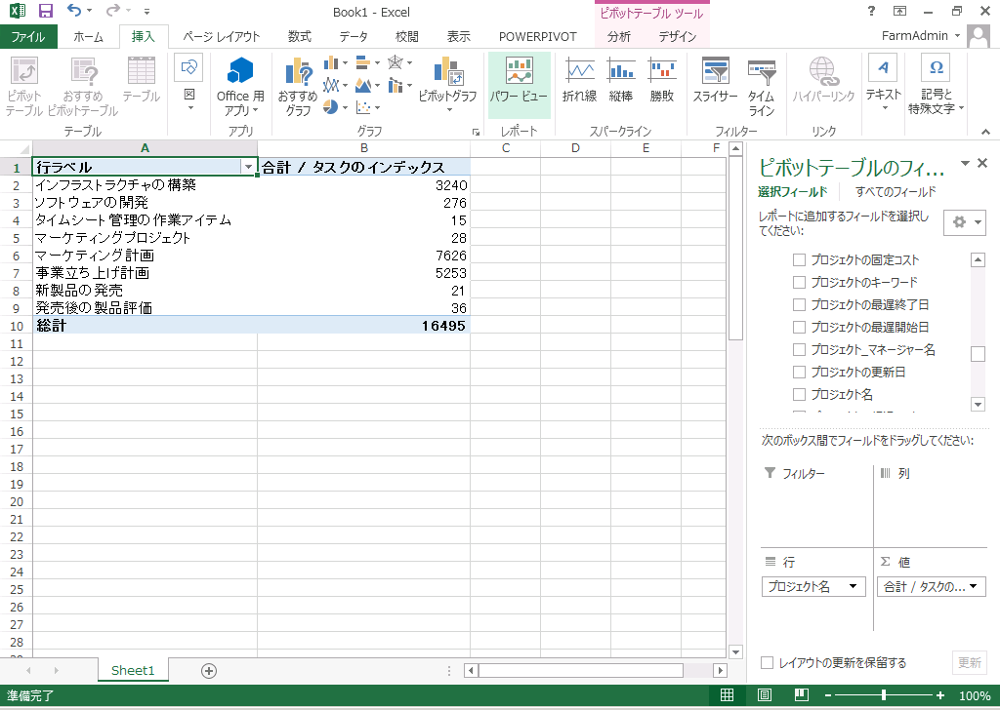 Book1 - Excel
ピボットテーブル ツール
ファイル ホーム 挿入 ページ レイアウト 数式 データ 校閲 表示 POWERPIVOT 分析 デザイン FarmAdmin
ピボット
テーブル
おすすめ
ピボットテーブル
テーブル
Office 用
アプリ
おすすめ
グラフ
ピボットグラフ
パワー ビュー
折れ線
縦棒
勝敗
スライサー
タイム
ライン
ハイパーリンク
テキスト
記号と
特殊文字
テーブル アプリ グラフ レポート スパークライン フィルター リンク
A B C D E F
1 行ラベル 合計 / タスクのインデックス
2 インフラストラクチャの構築 3240
3 ソフトウェアの開発 276
4 タイムシート管理の作業アイテム 15
5 マーケティングプロジェクト 28
6 マーケティング計画 7626
7 事業立ち上げ計画 5253
8 新製品の発売 21
9 発売後の製品評価 36
10 総計 16495
11
12
13
14
15
16
17
18
19
20
21
22
23
24
25
26
27
28
ピボットテーブルのフィ...
選択フィールド すべてのフィールド
レポートに追加するフィールドを選択し
てください:
プロジェクトの固定コスト
プロジェクトのキーワード
プロジェクトの最遅終了日
プロジェクトの最遅開始日
プロジェクト_マネージャー名
プロジェクトの更新日
プロジェクト名
次のボックス間でフィールドをドラッグしてください:
フィルター 列
行 Σ 値
プロジェクト名 合計 / タスクの...
レイアウトの更新を保留する 更新
Sheet1
準備完了 100%